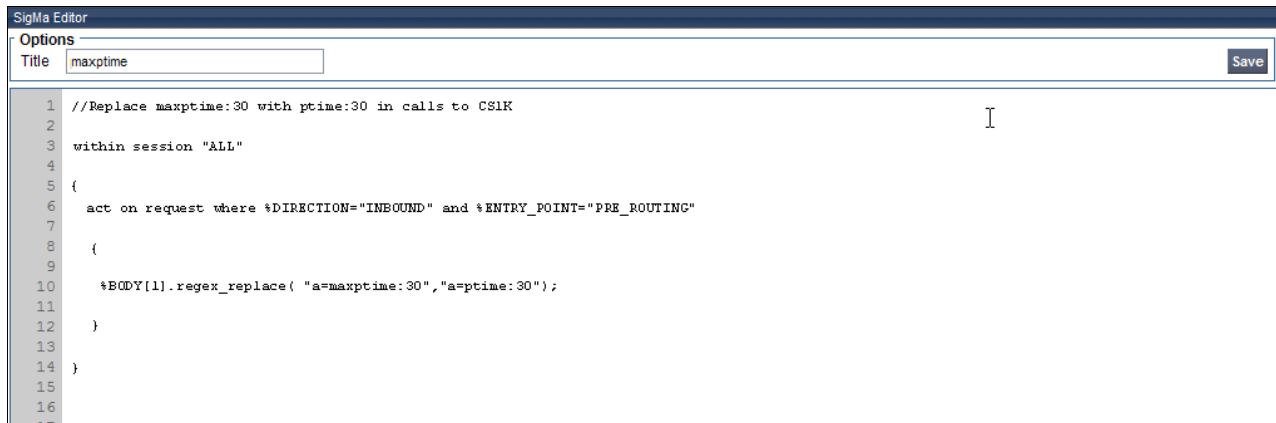 SigMa Editor
Options
Title maxptime Save
1 //Replace maxptime:30 with ptime:30 in calls to CS1K
2
3 within session "ALL"
4
5 {
6 act on request where %DIRECTION="INBOUND" and %ENTRY_POINT="PRE_ROUTING"
7
8 {
9
10 %BODY[1].regex_replace( "a=maxptime:30","a=ptime:30");
11
12 }
13
14 }
15
16